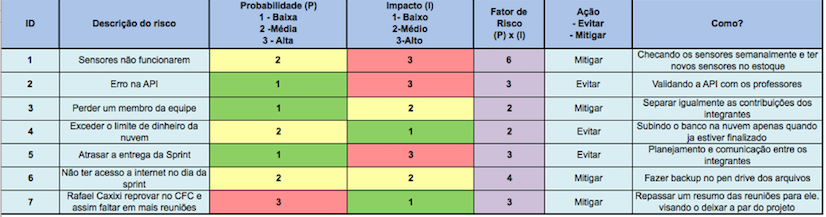 ID
Descrição do risco
Probabilidade (P)
1 - Baixa
2 -Média
3 - Alta
Impacto (I)
1 - Baixo
2-Médio
3-Alto
Fator de
Risco
(P) x (I)
Ação
- Evitar
- Mitigar
Como?
1
Sensores não funcionarem
2
3
6
Mitigar
Checando os sensores semanalmente e ter
novos sensores no estoque
2
Erro na API
1
3
3
Evitar
Validando a API com os professores
3
Perder um membro da equipe
1
2
2
Mitigar
Separar igualmente as contribuições dos
integrantes
4
Exceder o limite de dinheiro da
nuvem
2
1
2
Evitar
Subindo o banco na nuvem apenas quando
ja estiver finalizado
5
Atrasar a entrega da Sprint
1
3
3
Evitar
Planejamento e comunicação entre os
integrantes
6
Não ter acesso a internet no dia da
sprint
2
2
4
Mitigar
Fazer backup no pen drive dos arquivos
7
Rafael Caxixi reprovar no CFC e
assim faltar em mais reuniões
3
1
3
Mitigar
Repassar um resumo das reuniões para ele.
visando o deixar a par do projeto